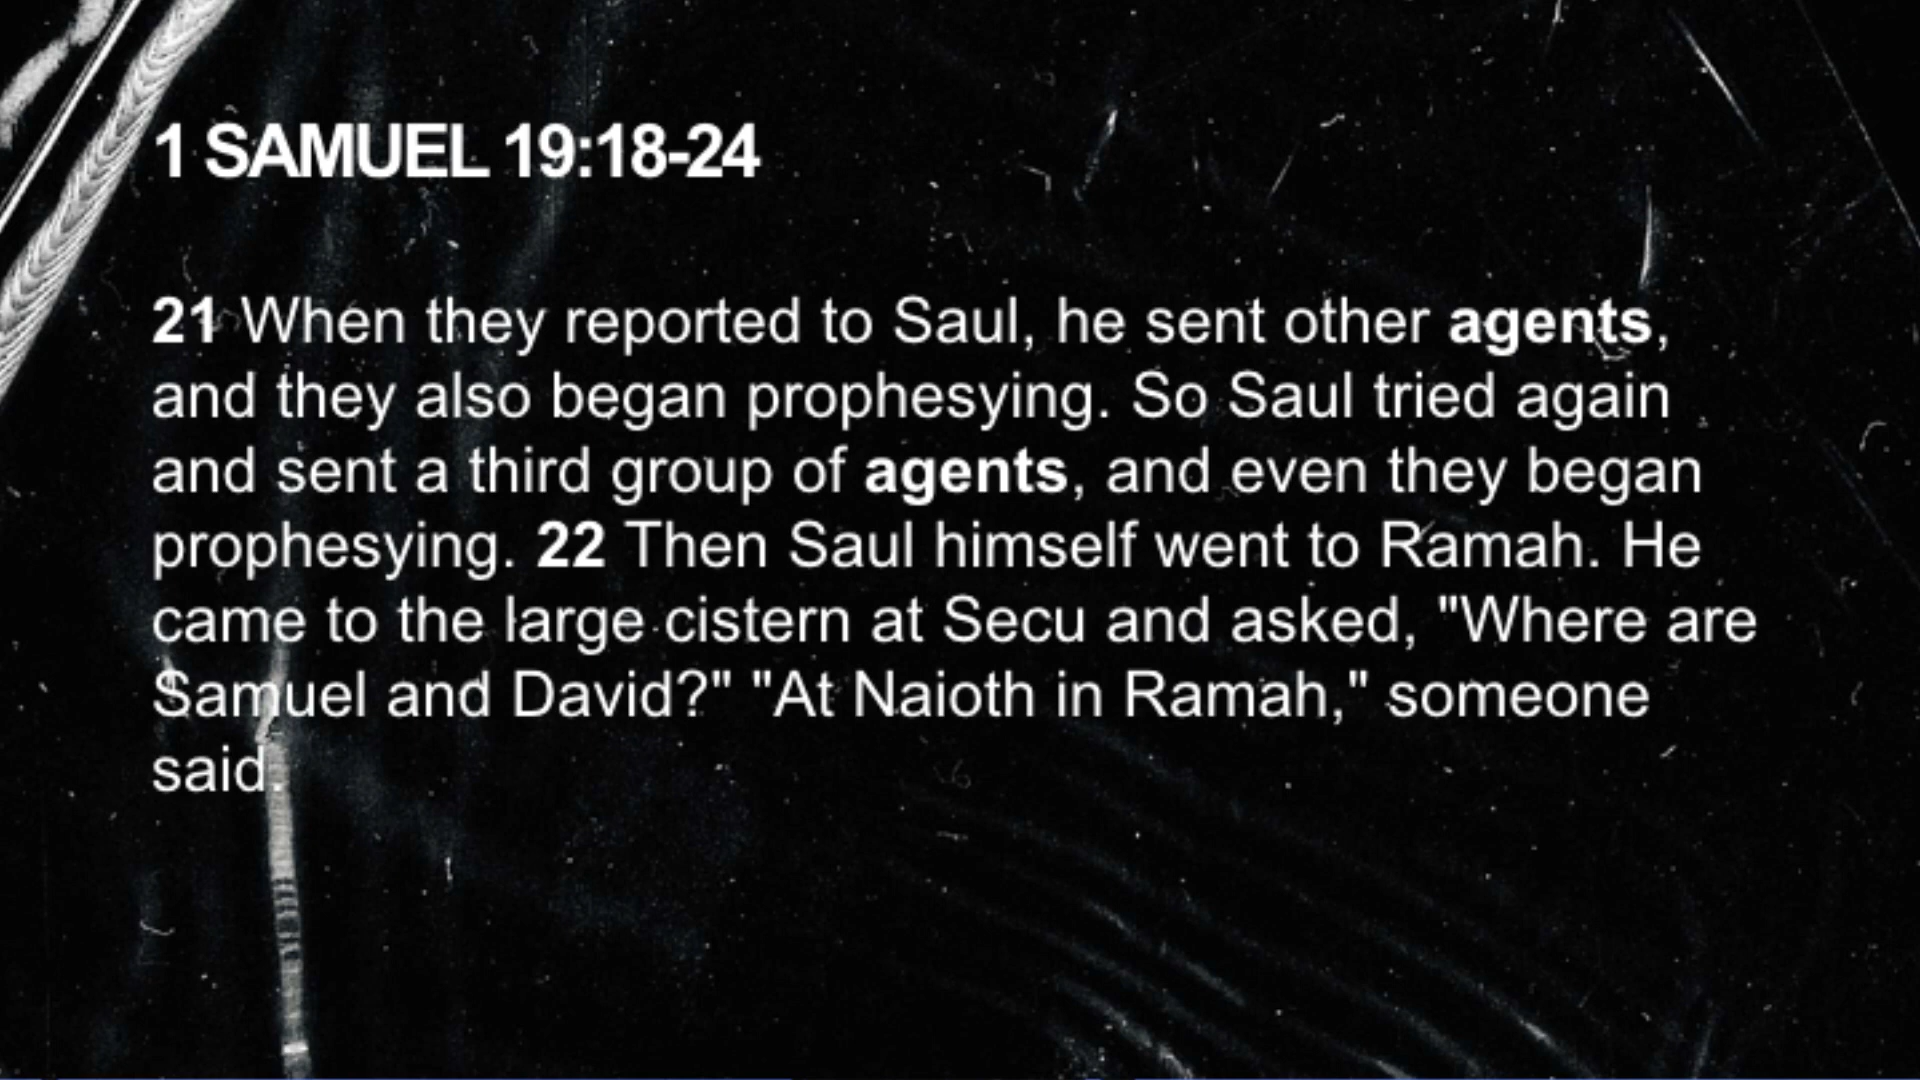 1 SAMUEL 19:18-24
21 When they reported to Saul, he sent other agents,
and they also began prophesying. So Saul tried again
and sent a third group of agents, and even they began
prophesying. 22 Then Saul himself went to Ramah. He
came to the large cistern at Secu and asked, "Where are
Samuel and David?" "At Naioth in Ramah," someone
said.